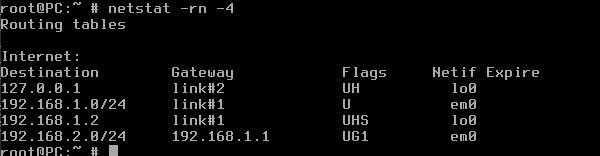 root@PC:~ # netstat -rn -4
Routing tables

Internet:
Destination        Gateway            Flags     Netif Expire
127.0.0.1          link#2             UH          lo0
192.168.1.0/24     link#1             U           em0
192.168.1.2        link#1             UHS         lo0
192.168.2.0/24     192.168.1.1        UG1         em0
root@PC:~ #